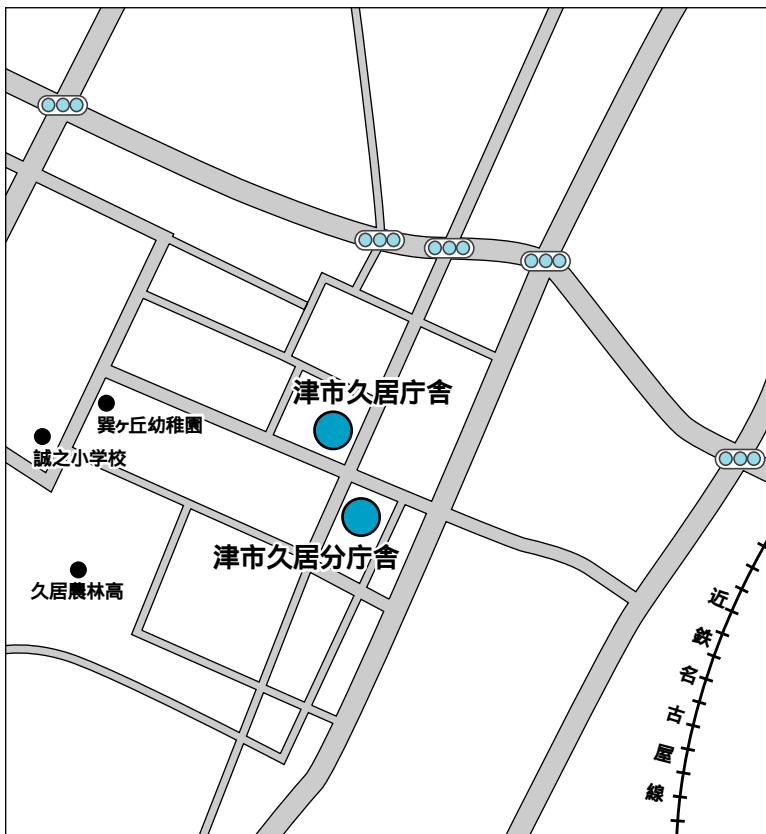 津市久居庁舎
巽ヶ丘幼稚園
誠之小学校
津市久居分庁舎
久居農林高
近鉄名古屋線